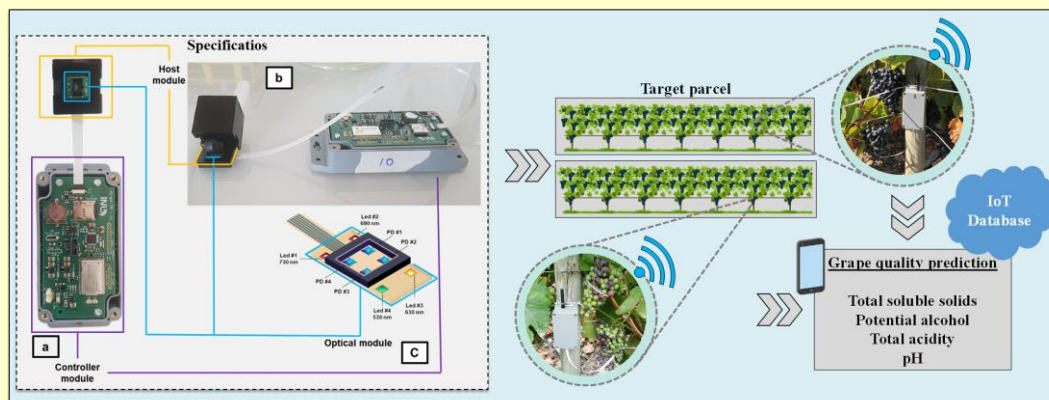 Specificatios
Host
module
a
Controller
module
b
10
Led #2
690 nm
PD #1
PD #2
Led #1
730 nm
PD #4
PD #3
Led #3
630 nm
Led #4
530 nm
Optical module
C
Target parcel
IoT
Database
Grape quality prediction
Total soluble solids
Potential alcohol
Total acidity
pH